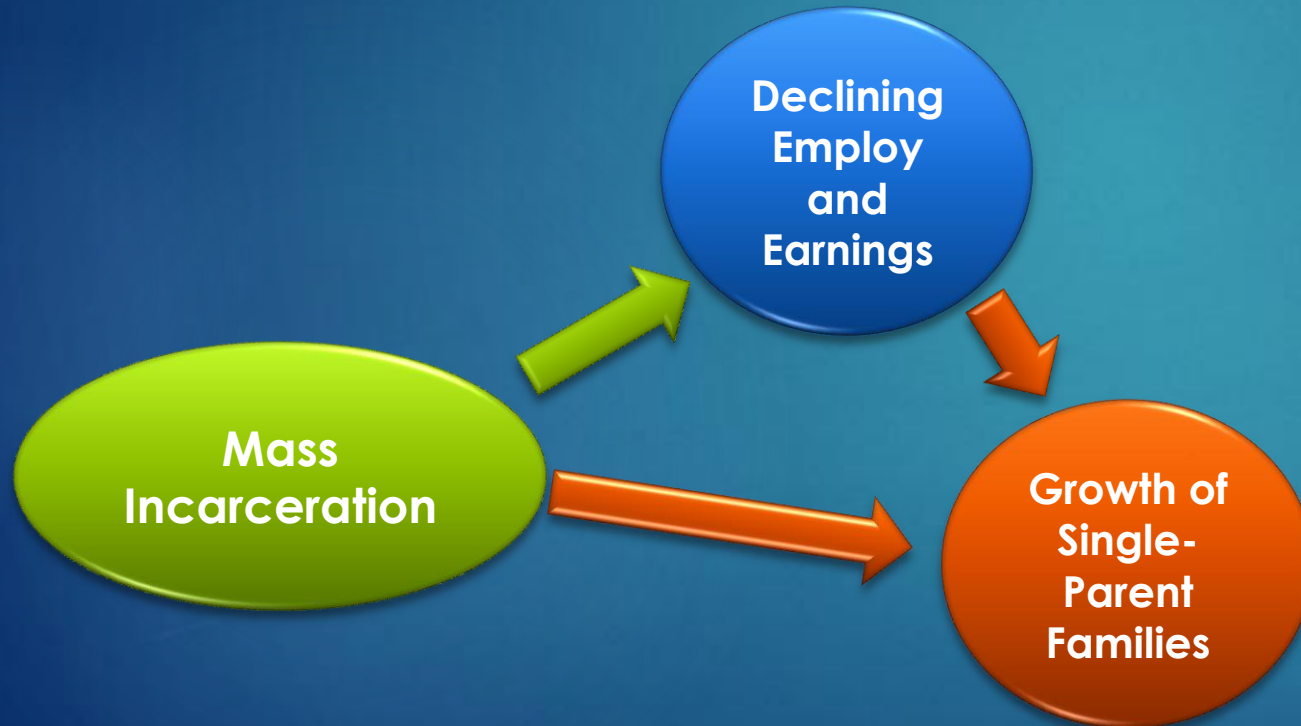 Declining
Employ
and
Earnings
Mass
Incarceration
Growth of
Single-
Parent
Families